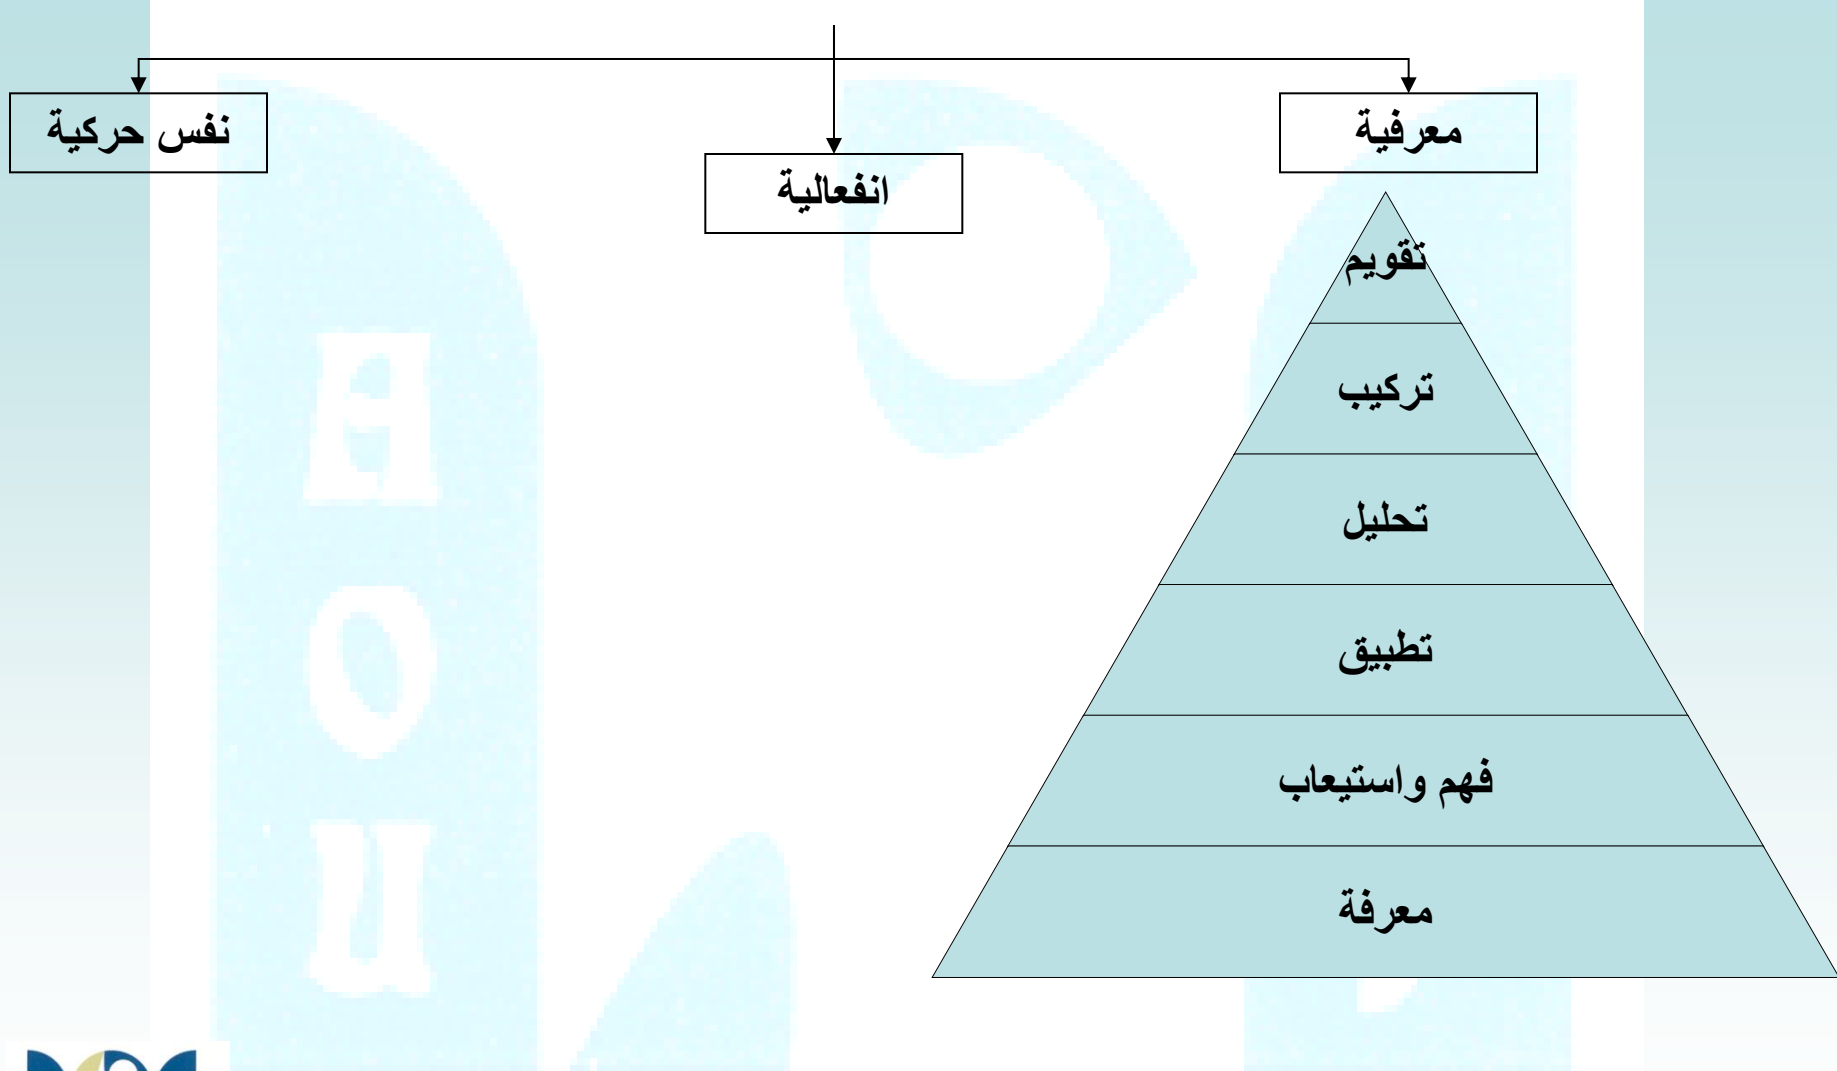 معرفية
انفعالية
نفس حركية
تقويم
تركيب
تحليل
تطبيق
فهم واستيعاب
معرفة
A
O
U